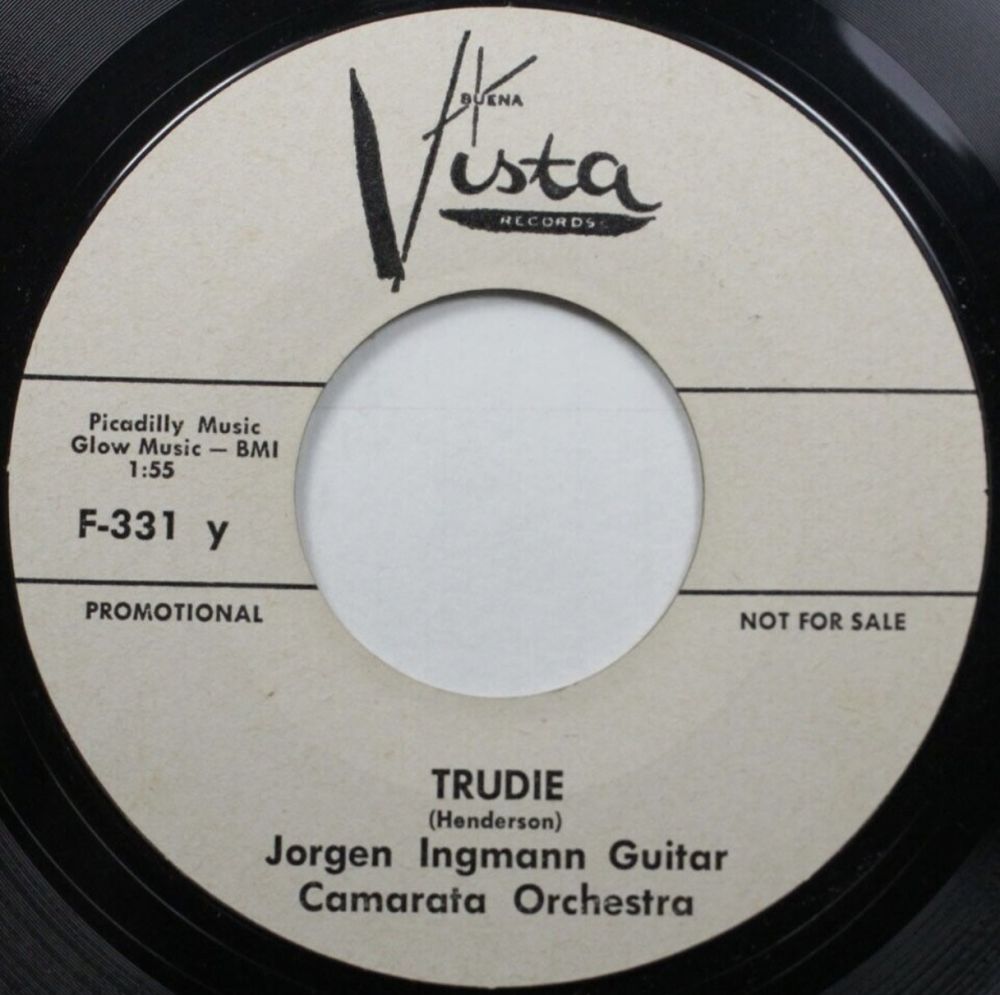 BUENA
Vista
RECORDS
Picadilly Music
Glow Music — BMI
1:55
F-331 y
PROMOTIONAL
NOT FOR SALE
TRUDIE
(Henderson)
Jorgen Ingmann Guitar
Camarata Orchestra